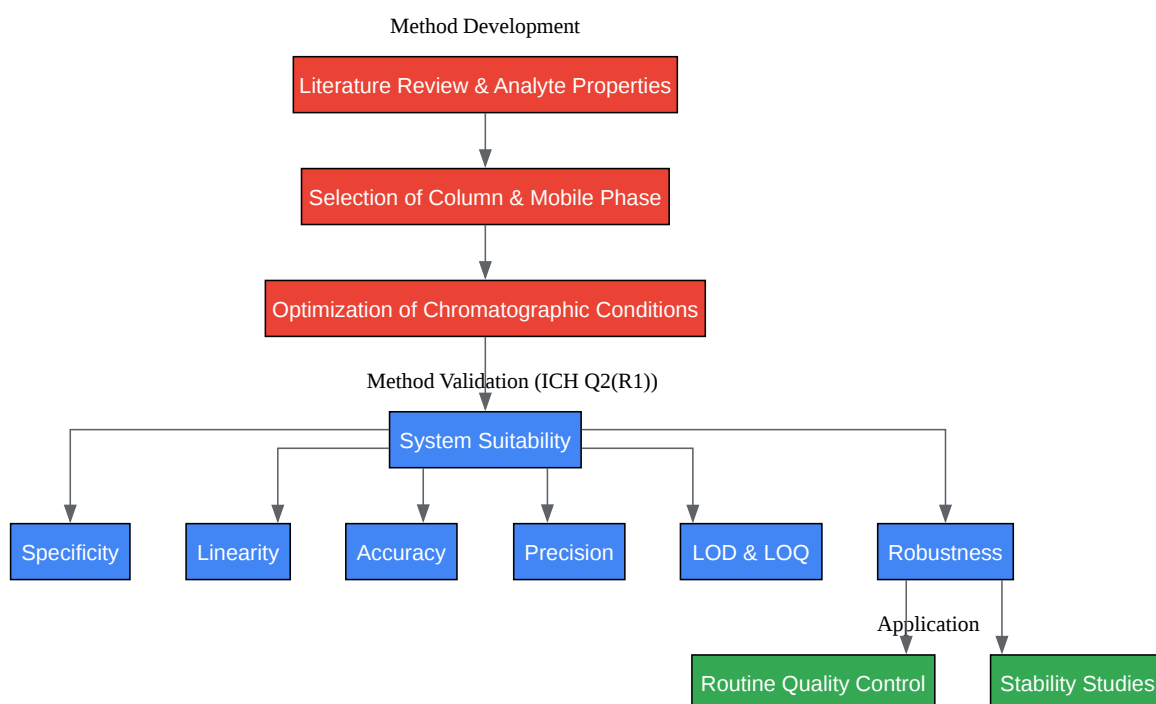 Method Development
Literature Review & Analyte Properties
Selection of Column & Mobile Phase
Optimization of Chromatographic Conditions
Method Validation (ICH Q2(R1))
System Suitability
Specificity
Linearity
Accuracy
Precision
LOD & LOQ
Robustness
Application
Routine Quality Control
Stability Studies